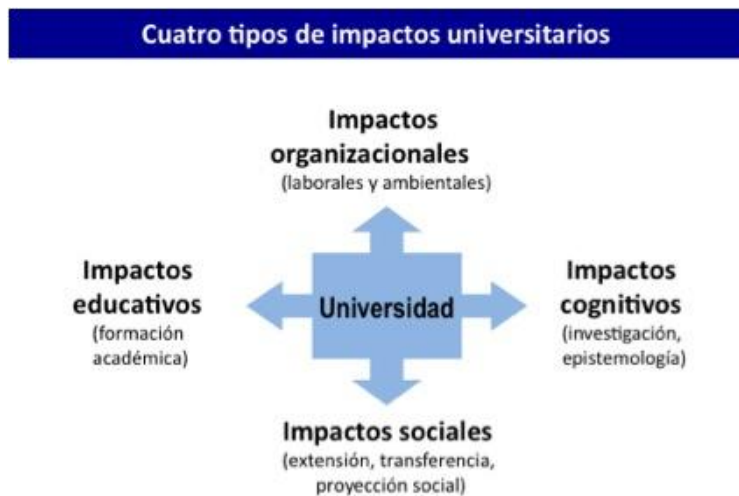 Cuatro tipos de impactos universitarios
Impactos
organizacionales
(laborales y ambientales)
Impactos
educativos
(formación
académica)
Universidad
Impactos
cognitivos
(investigación,
epistemología)
Impactos sociales
(extensión, transferencia,
proyección social)